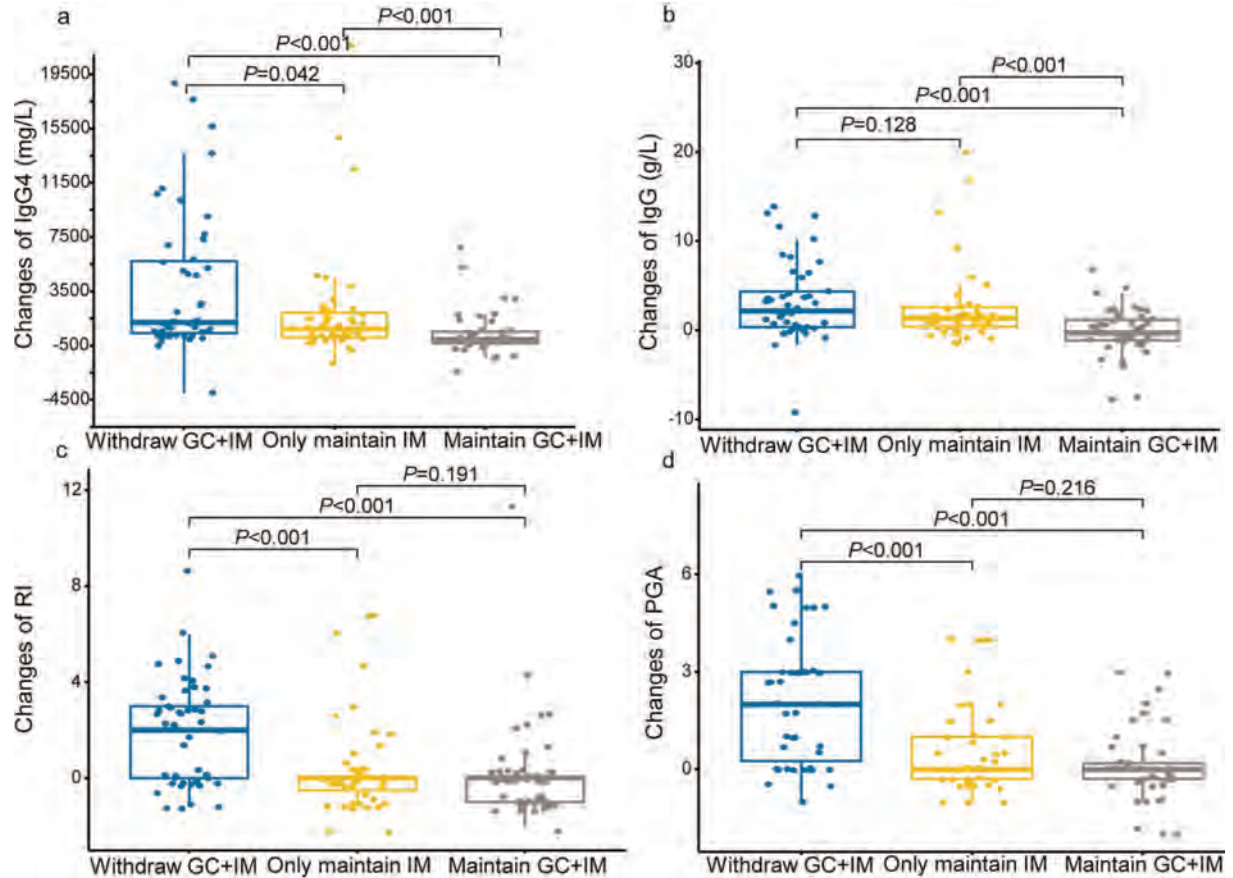 a
P<0.001
P<0.001
P=0.042
19500
15500
11500
7500
3500
-500
-4500
Changes of IgG4 (mg/L)
Withdraw GC+IM Only maintain IM Maintain GC+IM
b
P<0.001
P<0.001
P=0.128
30
20
10
0
-10
Changes of IgG (g/L)
Withdraw GC+IM Only maintain IM Maintain GC+IM
c
P=0.191
P<0.001
P<0.001
12
8
4
0
Changes of RI
Withdraw GC+IM Only maintain IM Maintain GC+IM
d
P=0.216
P<0.001
P<0.001
6
3
0
Changes of PGA
Withdraw GC+IM Only maintain IM Maintain GC+IM